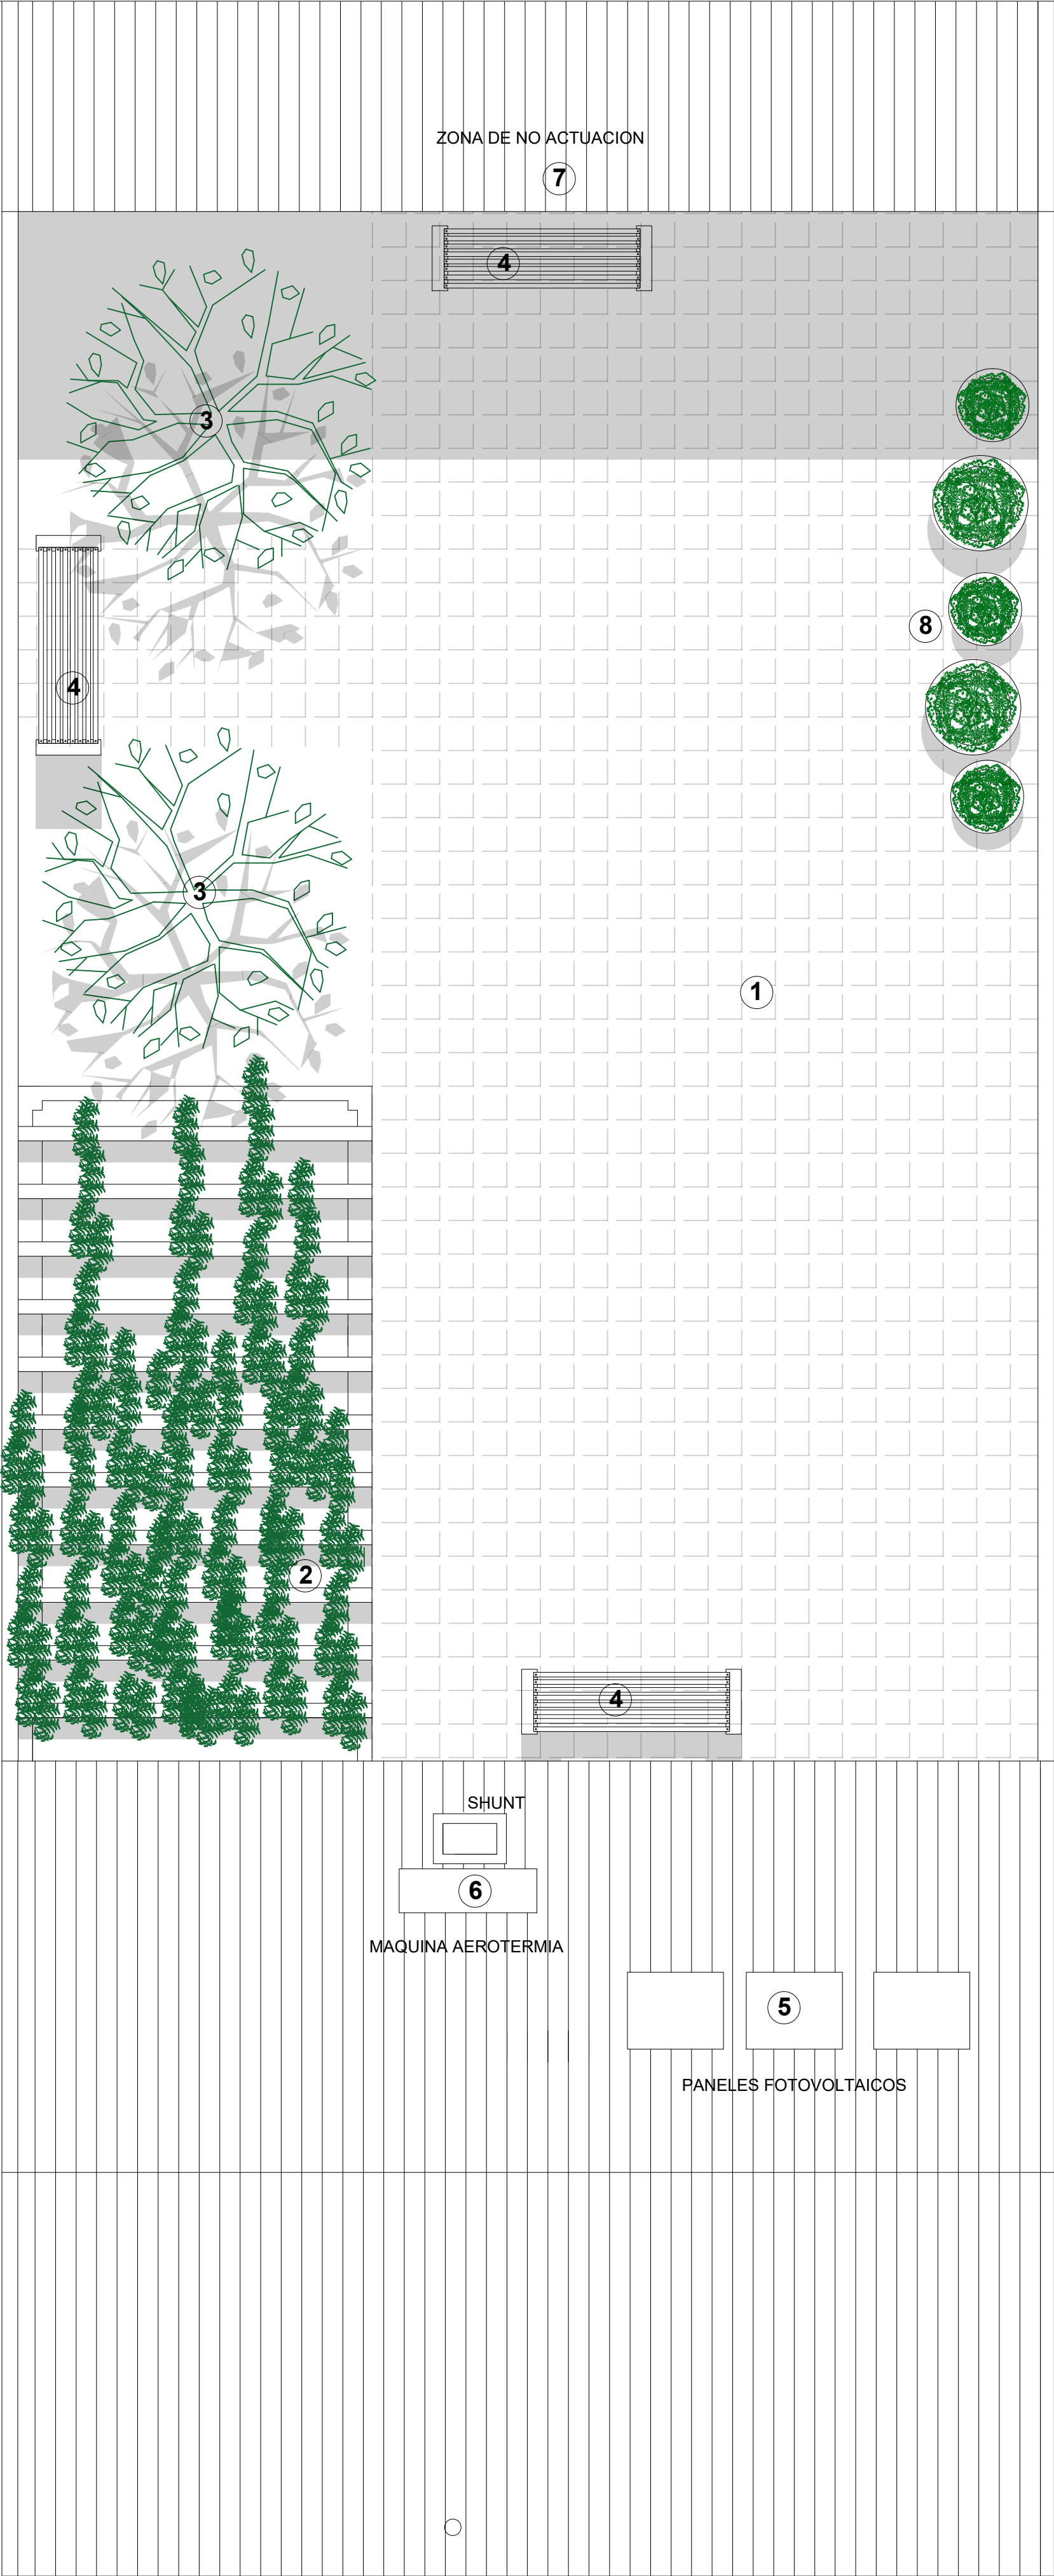 ZONA DE NO ACTUACION
7
4
3
8
4
3
1
2
4
SHUNT
6
MAQUINA AEROTERMIA
5
PANELES FOTOVOLTAICOS